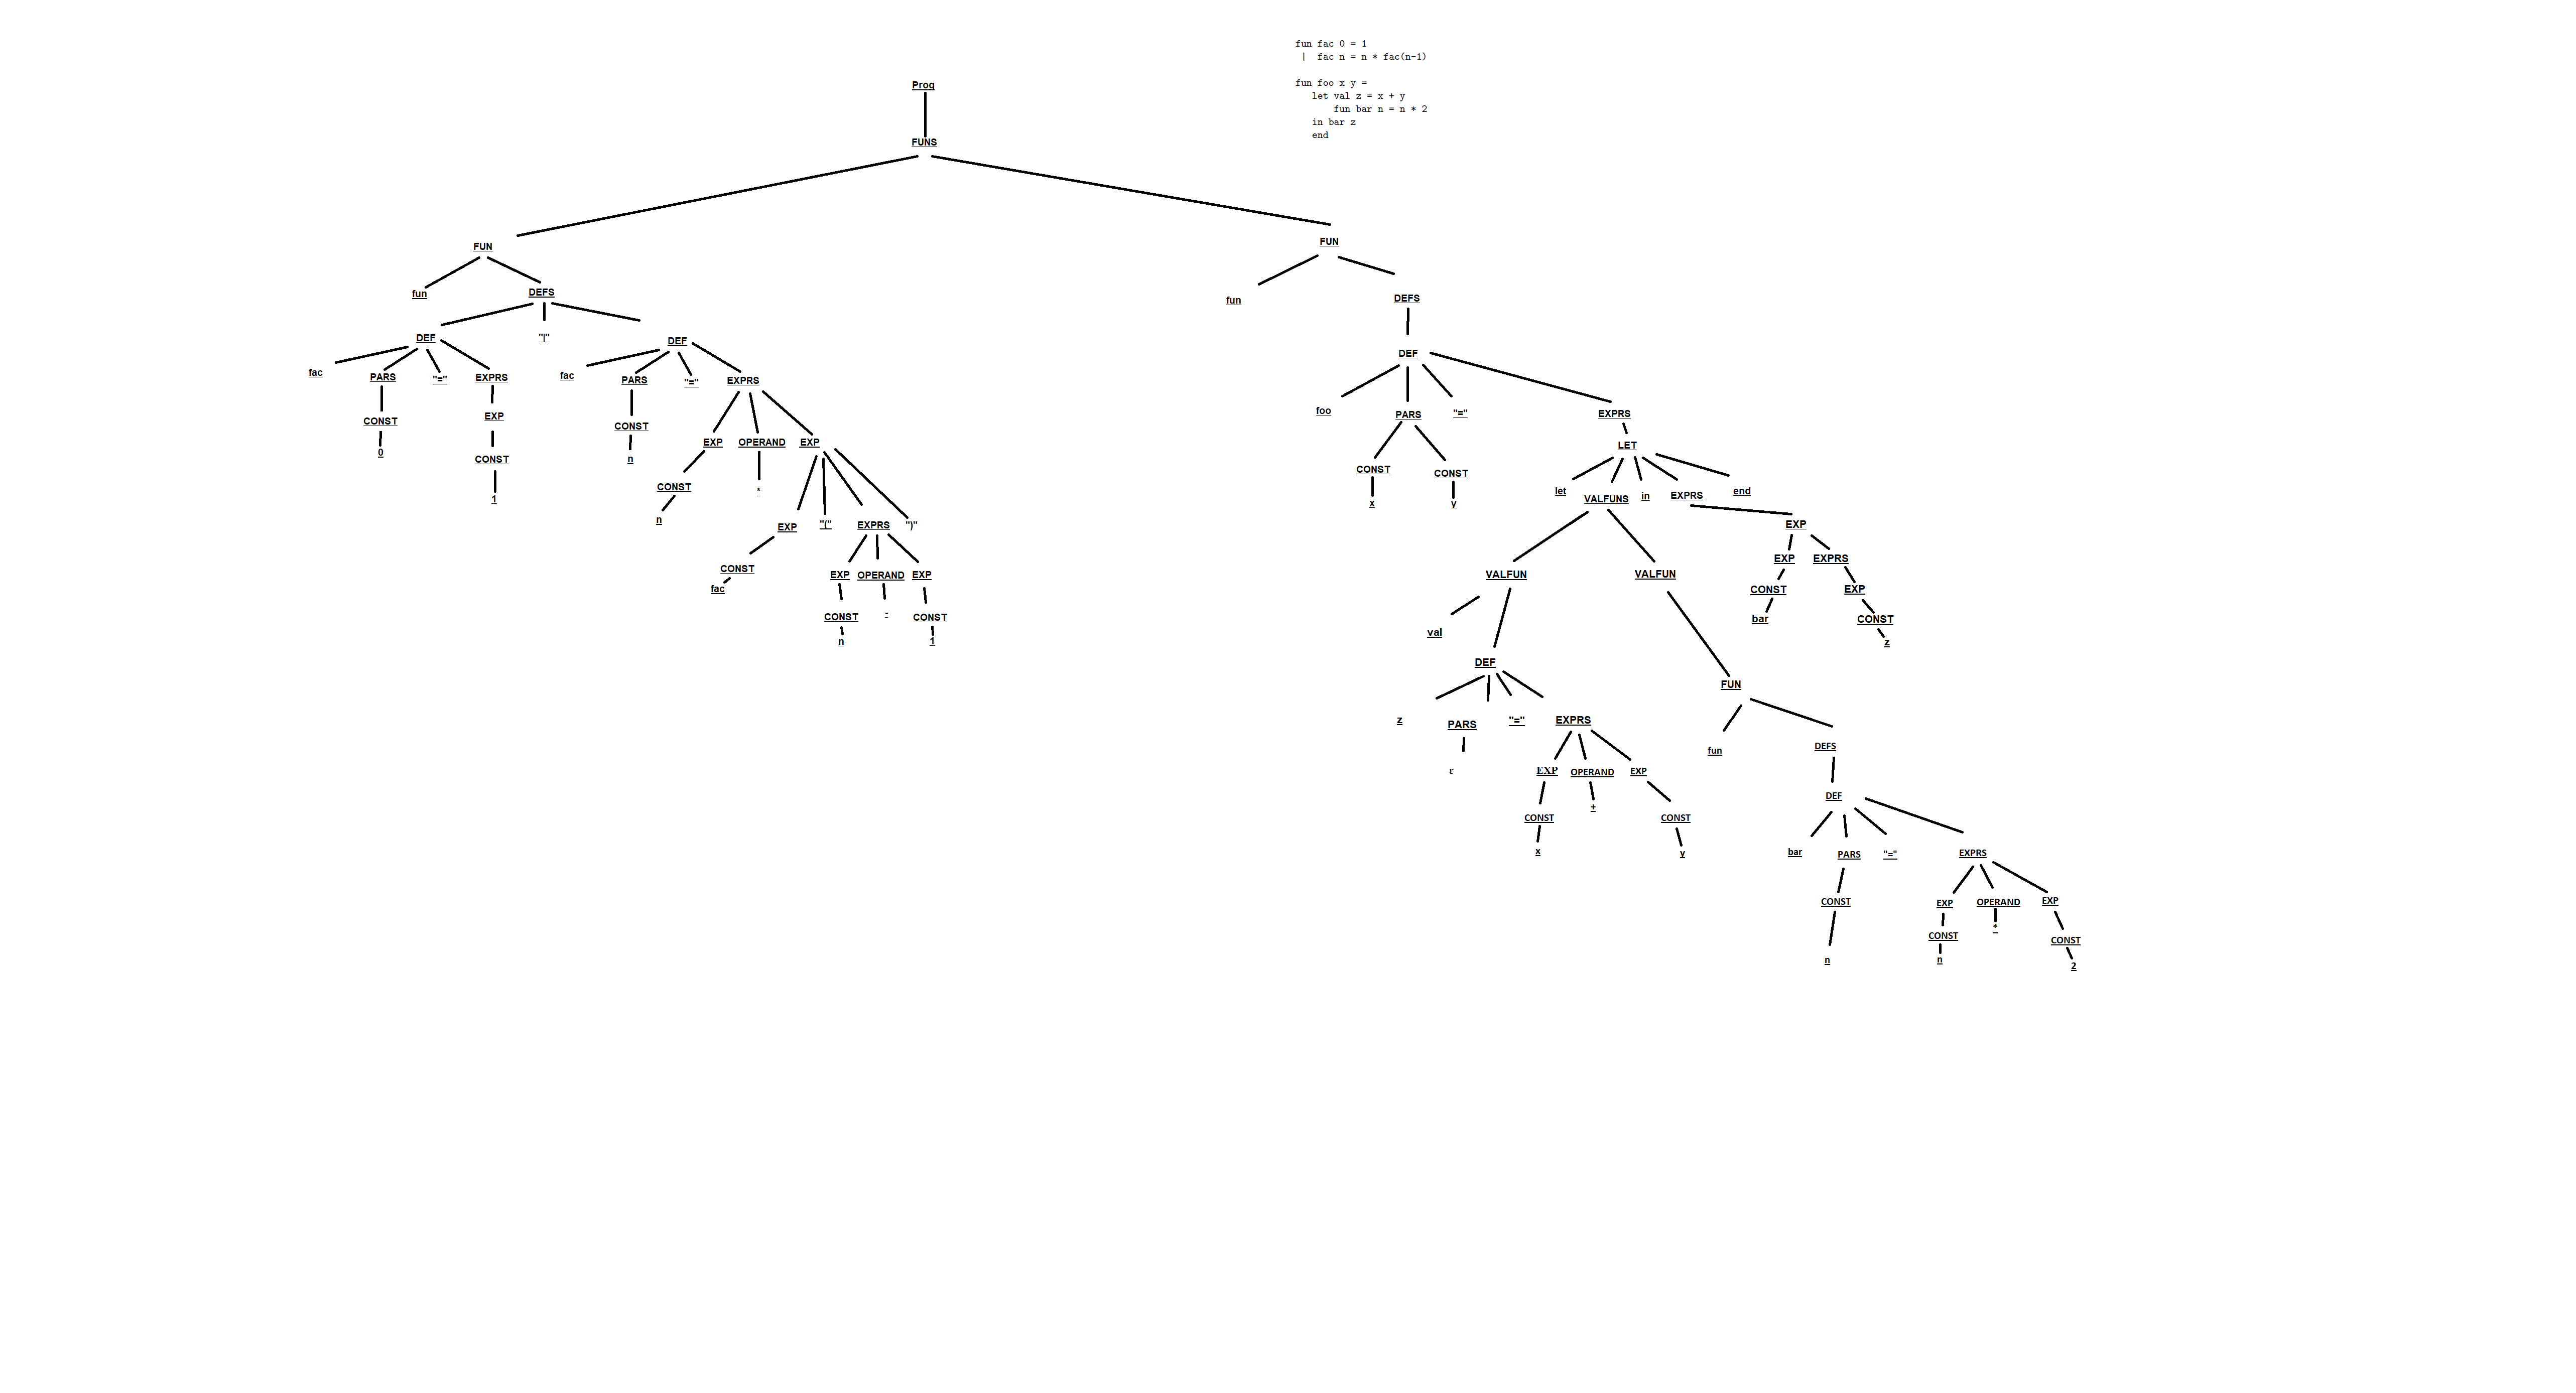 fun fac 0 = 1
| fac n = n * fac(n-1)
fun foo x y =
let val z = x + y
fun bar n = n * 2
in bar z
end
Prog
FUNS
FUN
FUN
fun
DEFS
fun
DEFS
DEF
"|"
DEF
DEF
fac
PARS
"="
EXPRS
fac
PARS
"="
EXPRS
foo
PARS
"="
EXPRS
CONST
EXP
CONST
EXP
OPERAND
EXP
LET
0
CONST
n
CONST
*
CONST
CONST
let
VALFUNS
in
EXPRS
end
1
n
x
y
EXP
"("
EXPRS
")"
EXP
CONST
EXP
OPERAND
EXP
VALFUN
VALFUN
EXP
EXPRS
fac
CONST
-
CONST
CONST
EXP
n
1
bar
CONST
z
val
DEF
FUN
z
PARS
"="
EXPRS
fun
DEFS
ε
EXP
OPERAND
EXP
DEF
CONST
+
CONST
x
y
bar
PARS
"="
EXPRS
CONST
EXP
OPERAND
EXP
n
CONST
*
CONST
n
2